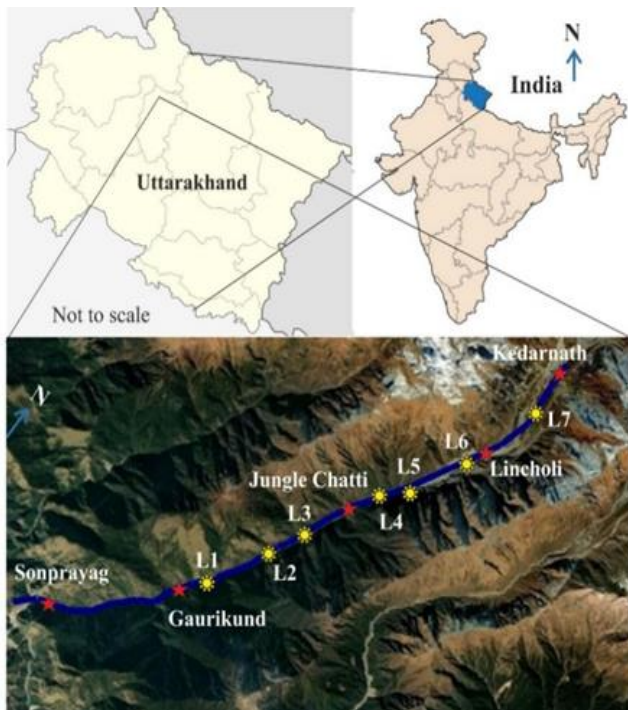 N
India
Uttarakhand
Not to scale
Kedarnath
N
L7
L6
Lincholi
L5
Jungle Chatti
L4
L3
L2
L1
Sonprayag
Gaurikund